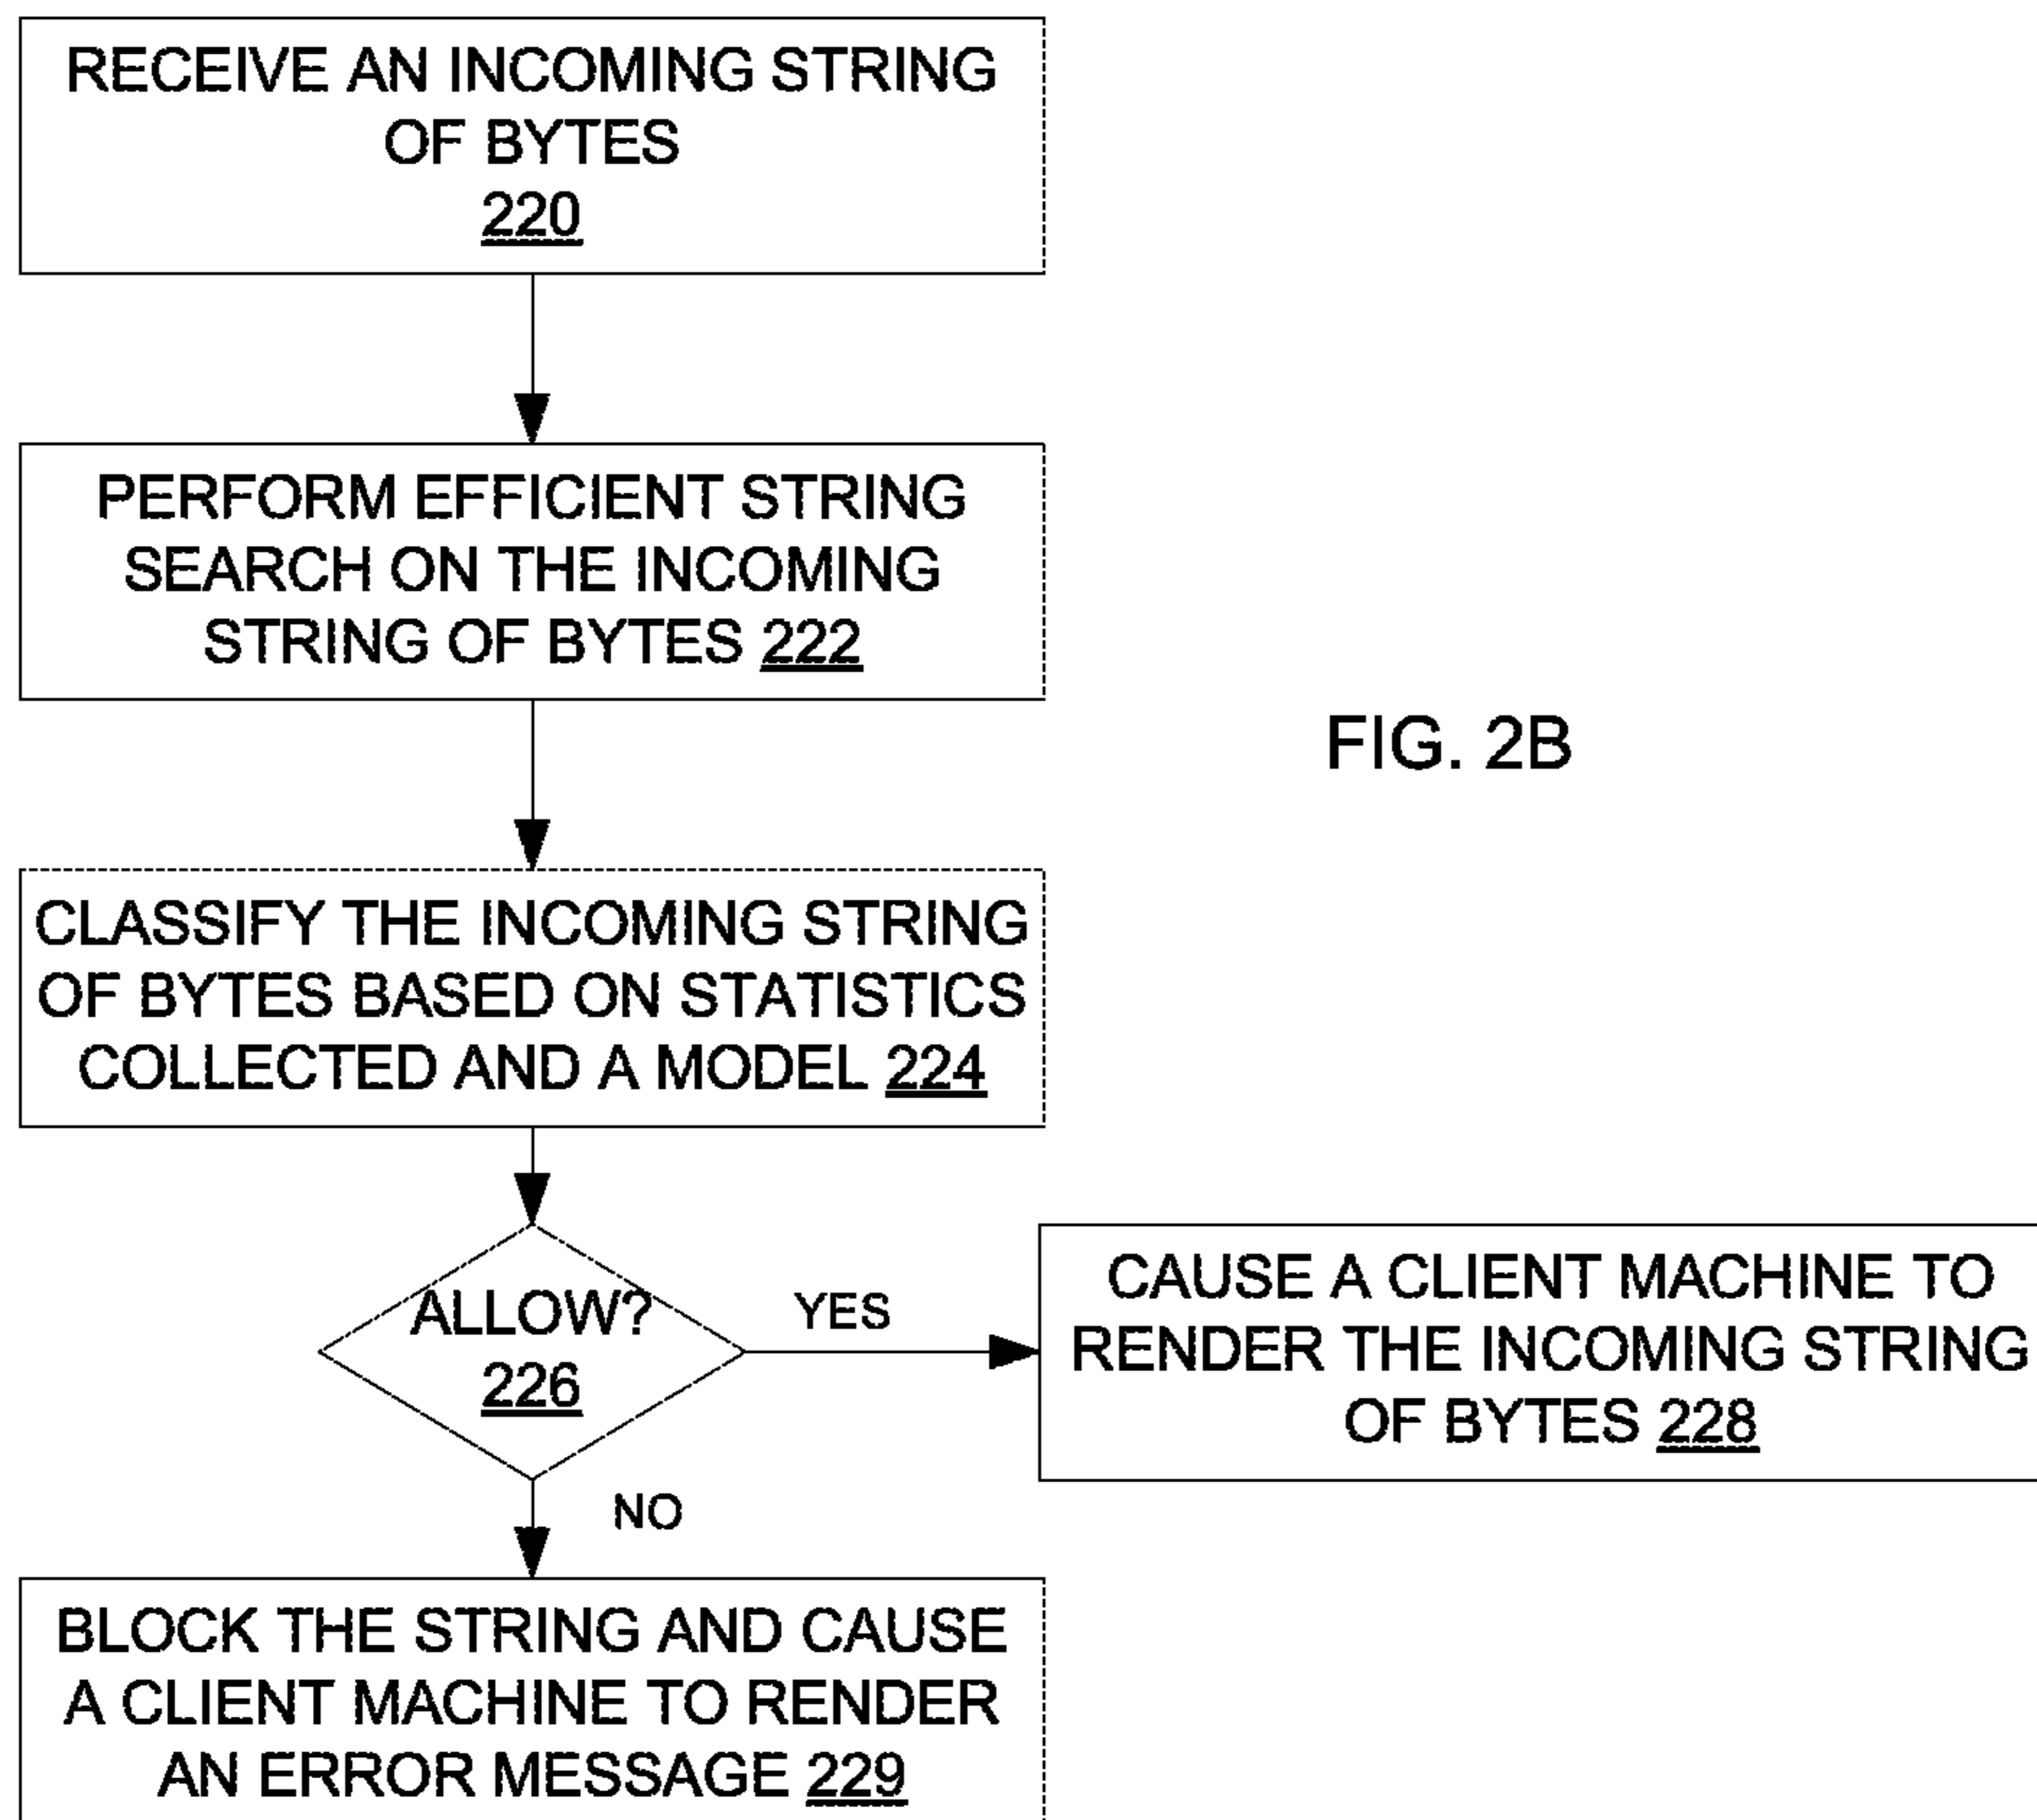 RECEIVE AN INCOMING STRING
OF BYTES
220
PERFORM EFFICIENT STRING
SEARCH ON THE INCOMING
STRING OF BYTES 222
FIG. 2B
CLASSIFY THE INCOMING STRING
OF BYTES BASED ON STATISTICS
COLLECTED AND A MODEL 224
ALLOW?
226
YES
CAUSE A CLIENT MACHINE TO
RENDER THE INCOMING STRING
OF BYTES 228
NO
BLOCK THE STRING AND CAUSE
A CLIENT MACHINE TO RENDER
AN ERROR MESSAGE 229